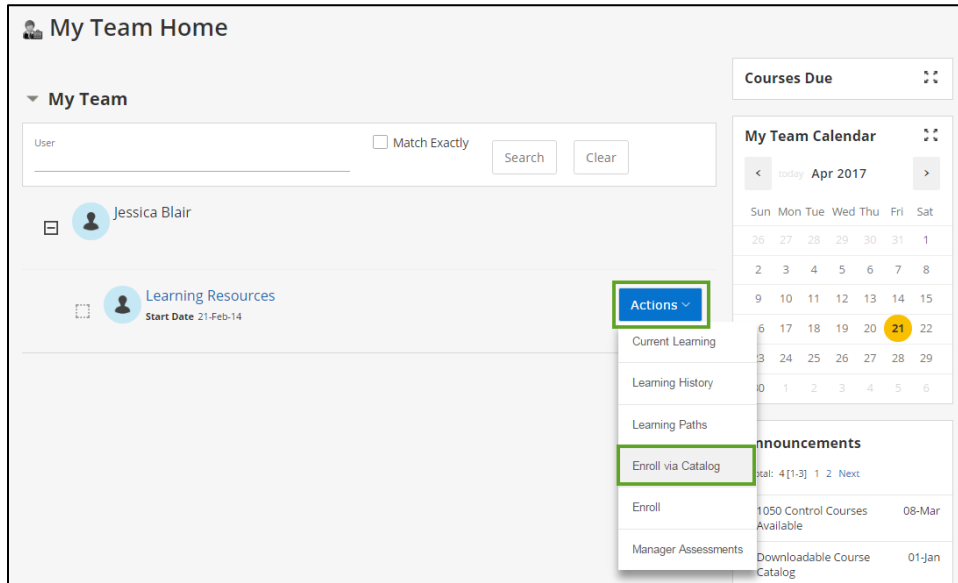 My Team Home
My Team
User
Match Exactly
Search
Clear
Jessica Blair
Learning Resources
Start Date 21-Feb-14
Actions
Current Learning
Learning History
Learning Paths
Enroll via Catalog
Enroll
Manager Assessments
Courses Due
My Team Calendar
< today Apr 2017 >
Sun Mon Tue Wed Thu Fri Sat
26 27 28 29 30 31 1
2 3 4 5 6 7 8
9 10 11 12 13 14 15
6 17 18 19 20 21 22
3 24 25 26 27 28 29
0 1 2 3 4 5 6
nnouncements
otal: 4 [1-3] 1 2 Next
1050 Control Courses 08-Mar
Available
Downloadable Course 01-Jan
Catalog